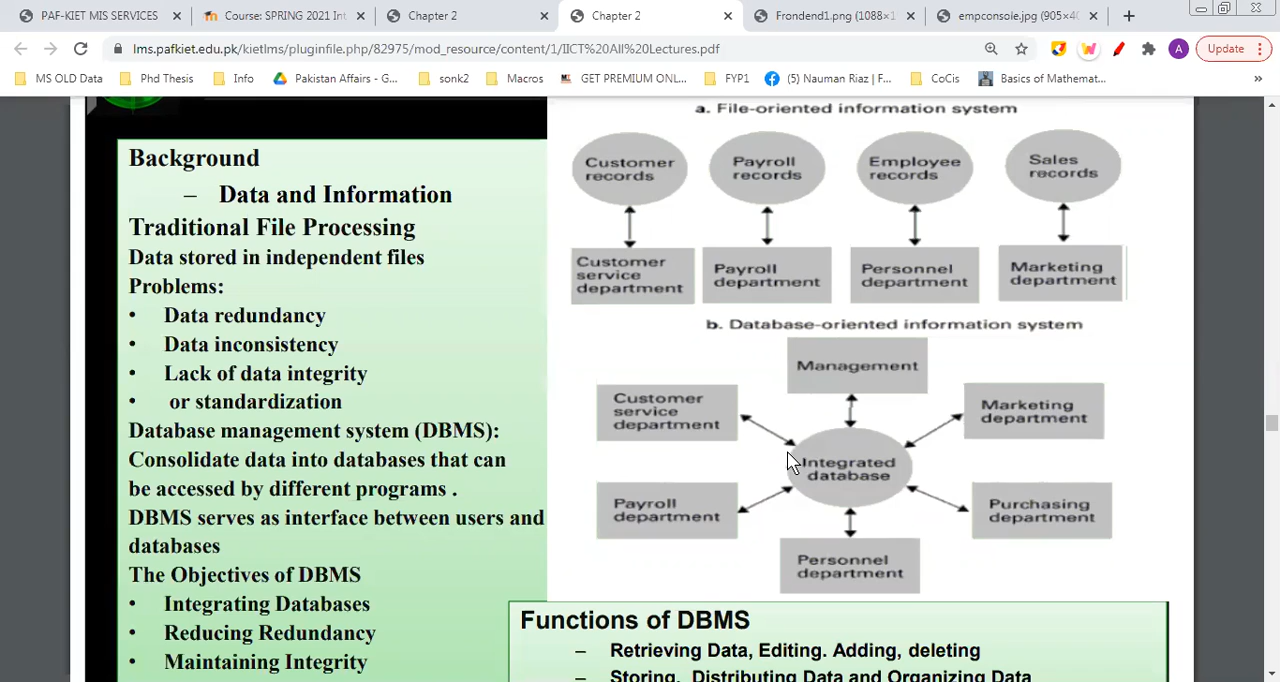 PAF-KIET MIS SERVICES
Course: SPRING 2021 Int
Chapter 2
Chapter 2
Frondend1.png (1088×1
empconsole.jpg (905×4
lms.pafkiet.edu.pk/kietlms/pluginfile.php/82975/mod_resource/content/1/IICT%20All%20Lectures.pdf
A
Update
MS OLD Data
Phd Thesis
Info
Pakistan Affairs - G...
sonk2
Macros
GET PREMIUM ONL...
FYP1
(5) Nauman Riaz | F...
CoCis
Basics of Mathemat...
»
Background
– Data and Information
Traditional File Processing
Data stored in independent files
Problems:
• Data redundancy
• Data inconsistency
• Lack of data integrity
• or standardization
Database management system (DBMS):
Consolidate data into databases that can
be accessed by different programs .
DBMS serves as interface between users and
databases
The Objectives of DBMS
• Integrating Databases
• Reducing Redundancy
• Maintaining Integrity
a. File-oriented information system
Customer
records
Payroll
records
Employee
records
Sales
records
Customer
service
department
Payroll
department
Personnel
department
Marketing
department
b. Database-oriented information system
Management
Customer
service
department
Marketing
department
Integrated
database
Payroll
department
Purchasing
department
Personnel
department
Functions of DBMS
– Retrieving Data, Editing. Adding, deleting
– Storing, Distributing Data and Organizing Data